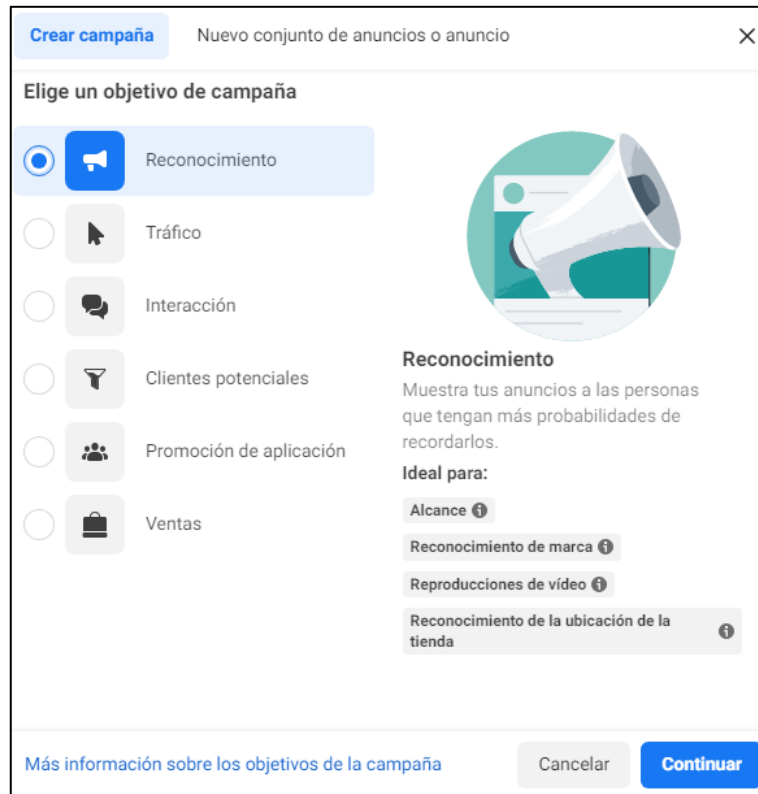 Crear campaña
Nuevo conjunto de anuncios o anuncio
Elige un objetivo de campaña
Reconocimiento
Tráfico
Interacción
Clientes potenciales
Promoción de aplicación
Ventas
Reconocimiento
Muestra tus anuncios a las personas
que tengan más probabilidades de
recordarlos.
Ideal para:
Alcance
Reconocimiento de marca
Reproducciones de vídeo
Reconocimiento de la ubicación de la
tienda
Más información sobre los objetivos de la campaña
Cancelar
Continuar